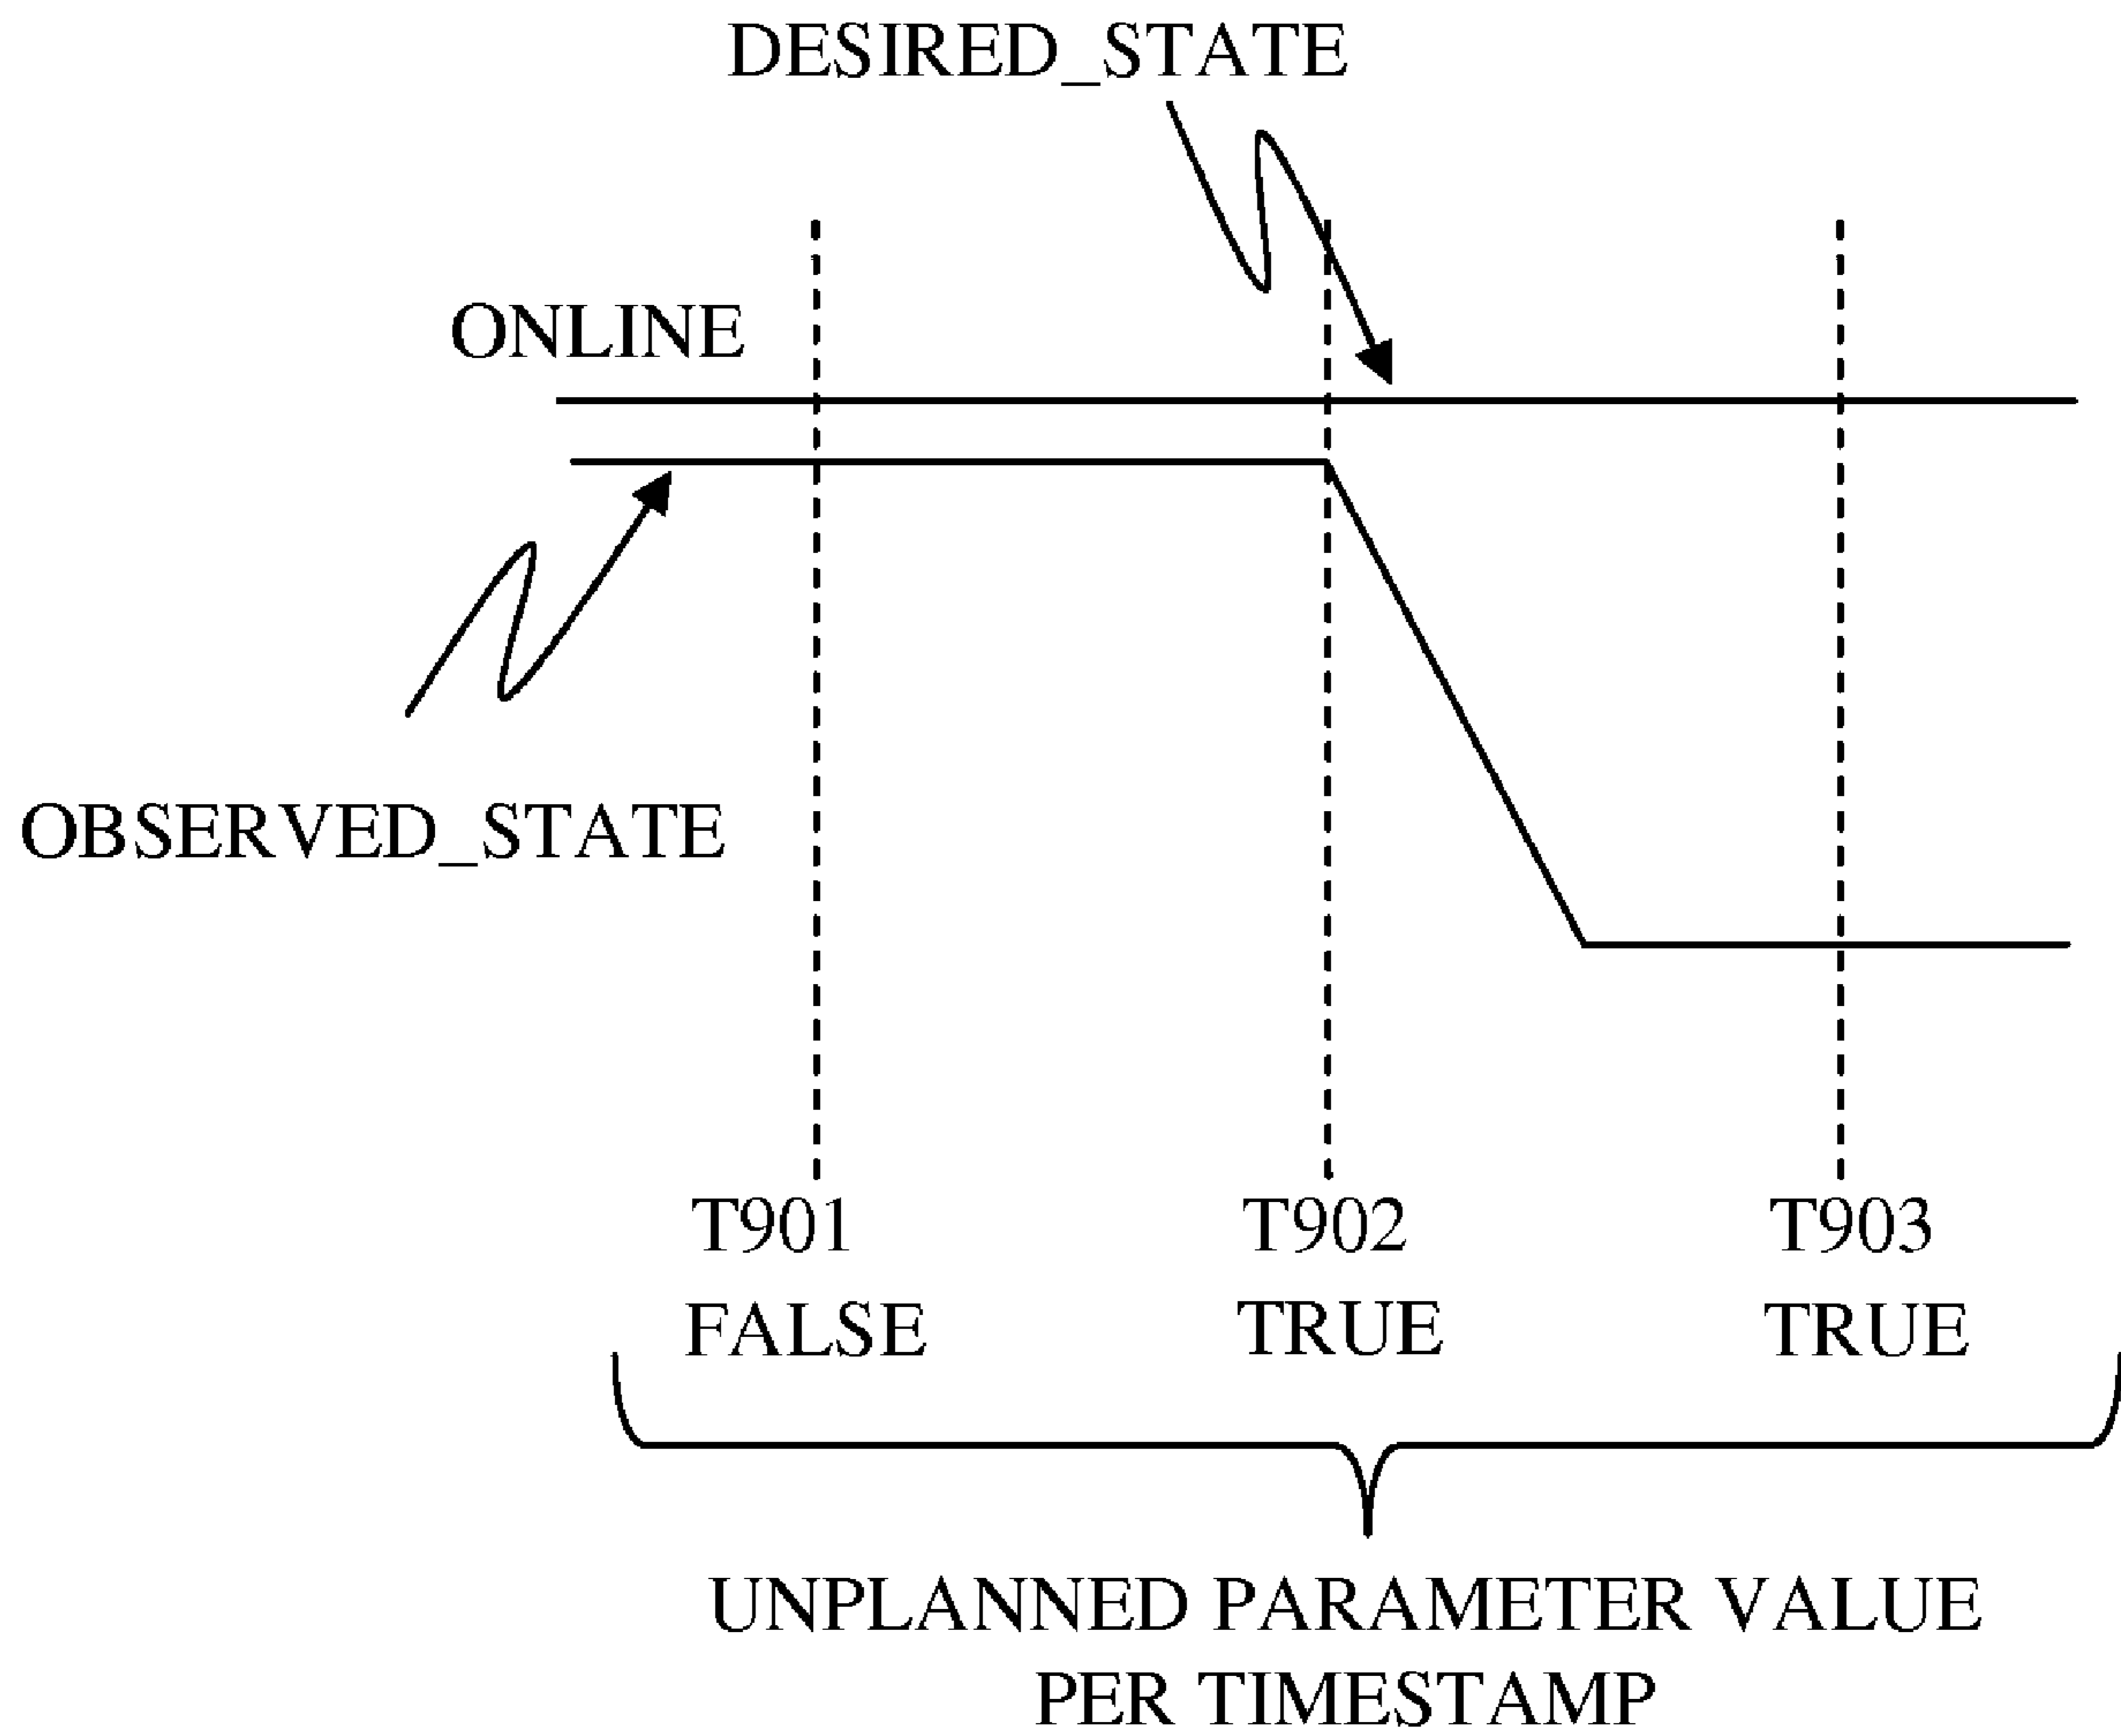 DESIRED_STATE
ONLINE
OBSERVED_STATE
T901 T902 T903
FALSE TRUE TRUE
UNPLANNED PARAMETER VALUE
PER TIMESTAMP